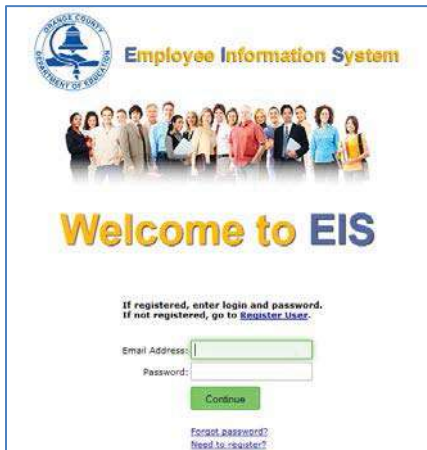 ORANGE COUNTY
DEPARTMENT OF EDUCATION
Employee Information System
Welcome to EIS
If registered, enter login and password.
If not registered, go to Register User.
Email Address:
Password:
Continue
Forgot password?
Need to register?